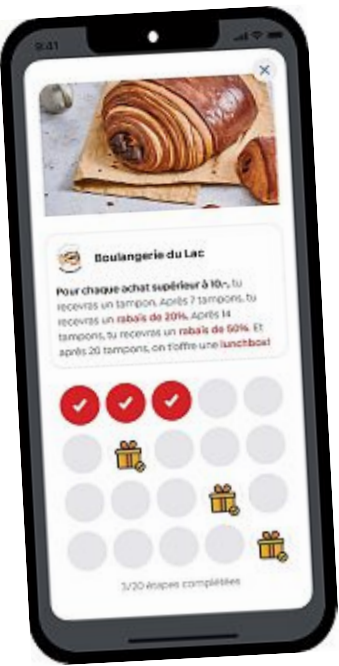 9:41
Boulangerie du Lac
Pour chaque achat supérieur à 10.-, tu
recevras un tampon. Après 7 tampons, tu
recevras un rabais de 20%. Après 14
tampons, tu recevras un rabais de 50%. Et
après 20 tampons, on t'offre une lunchbox!
3/20 étapes complétées